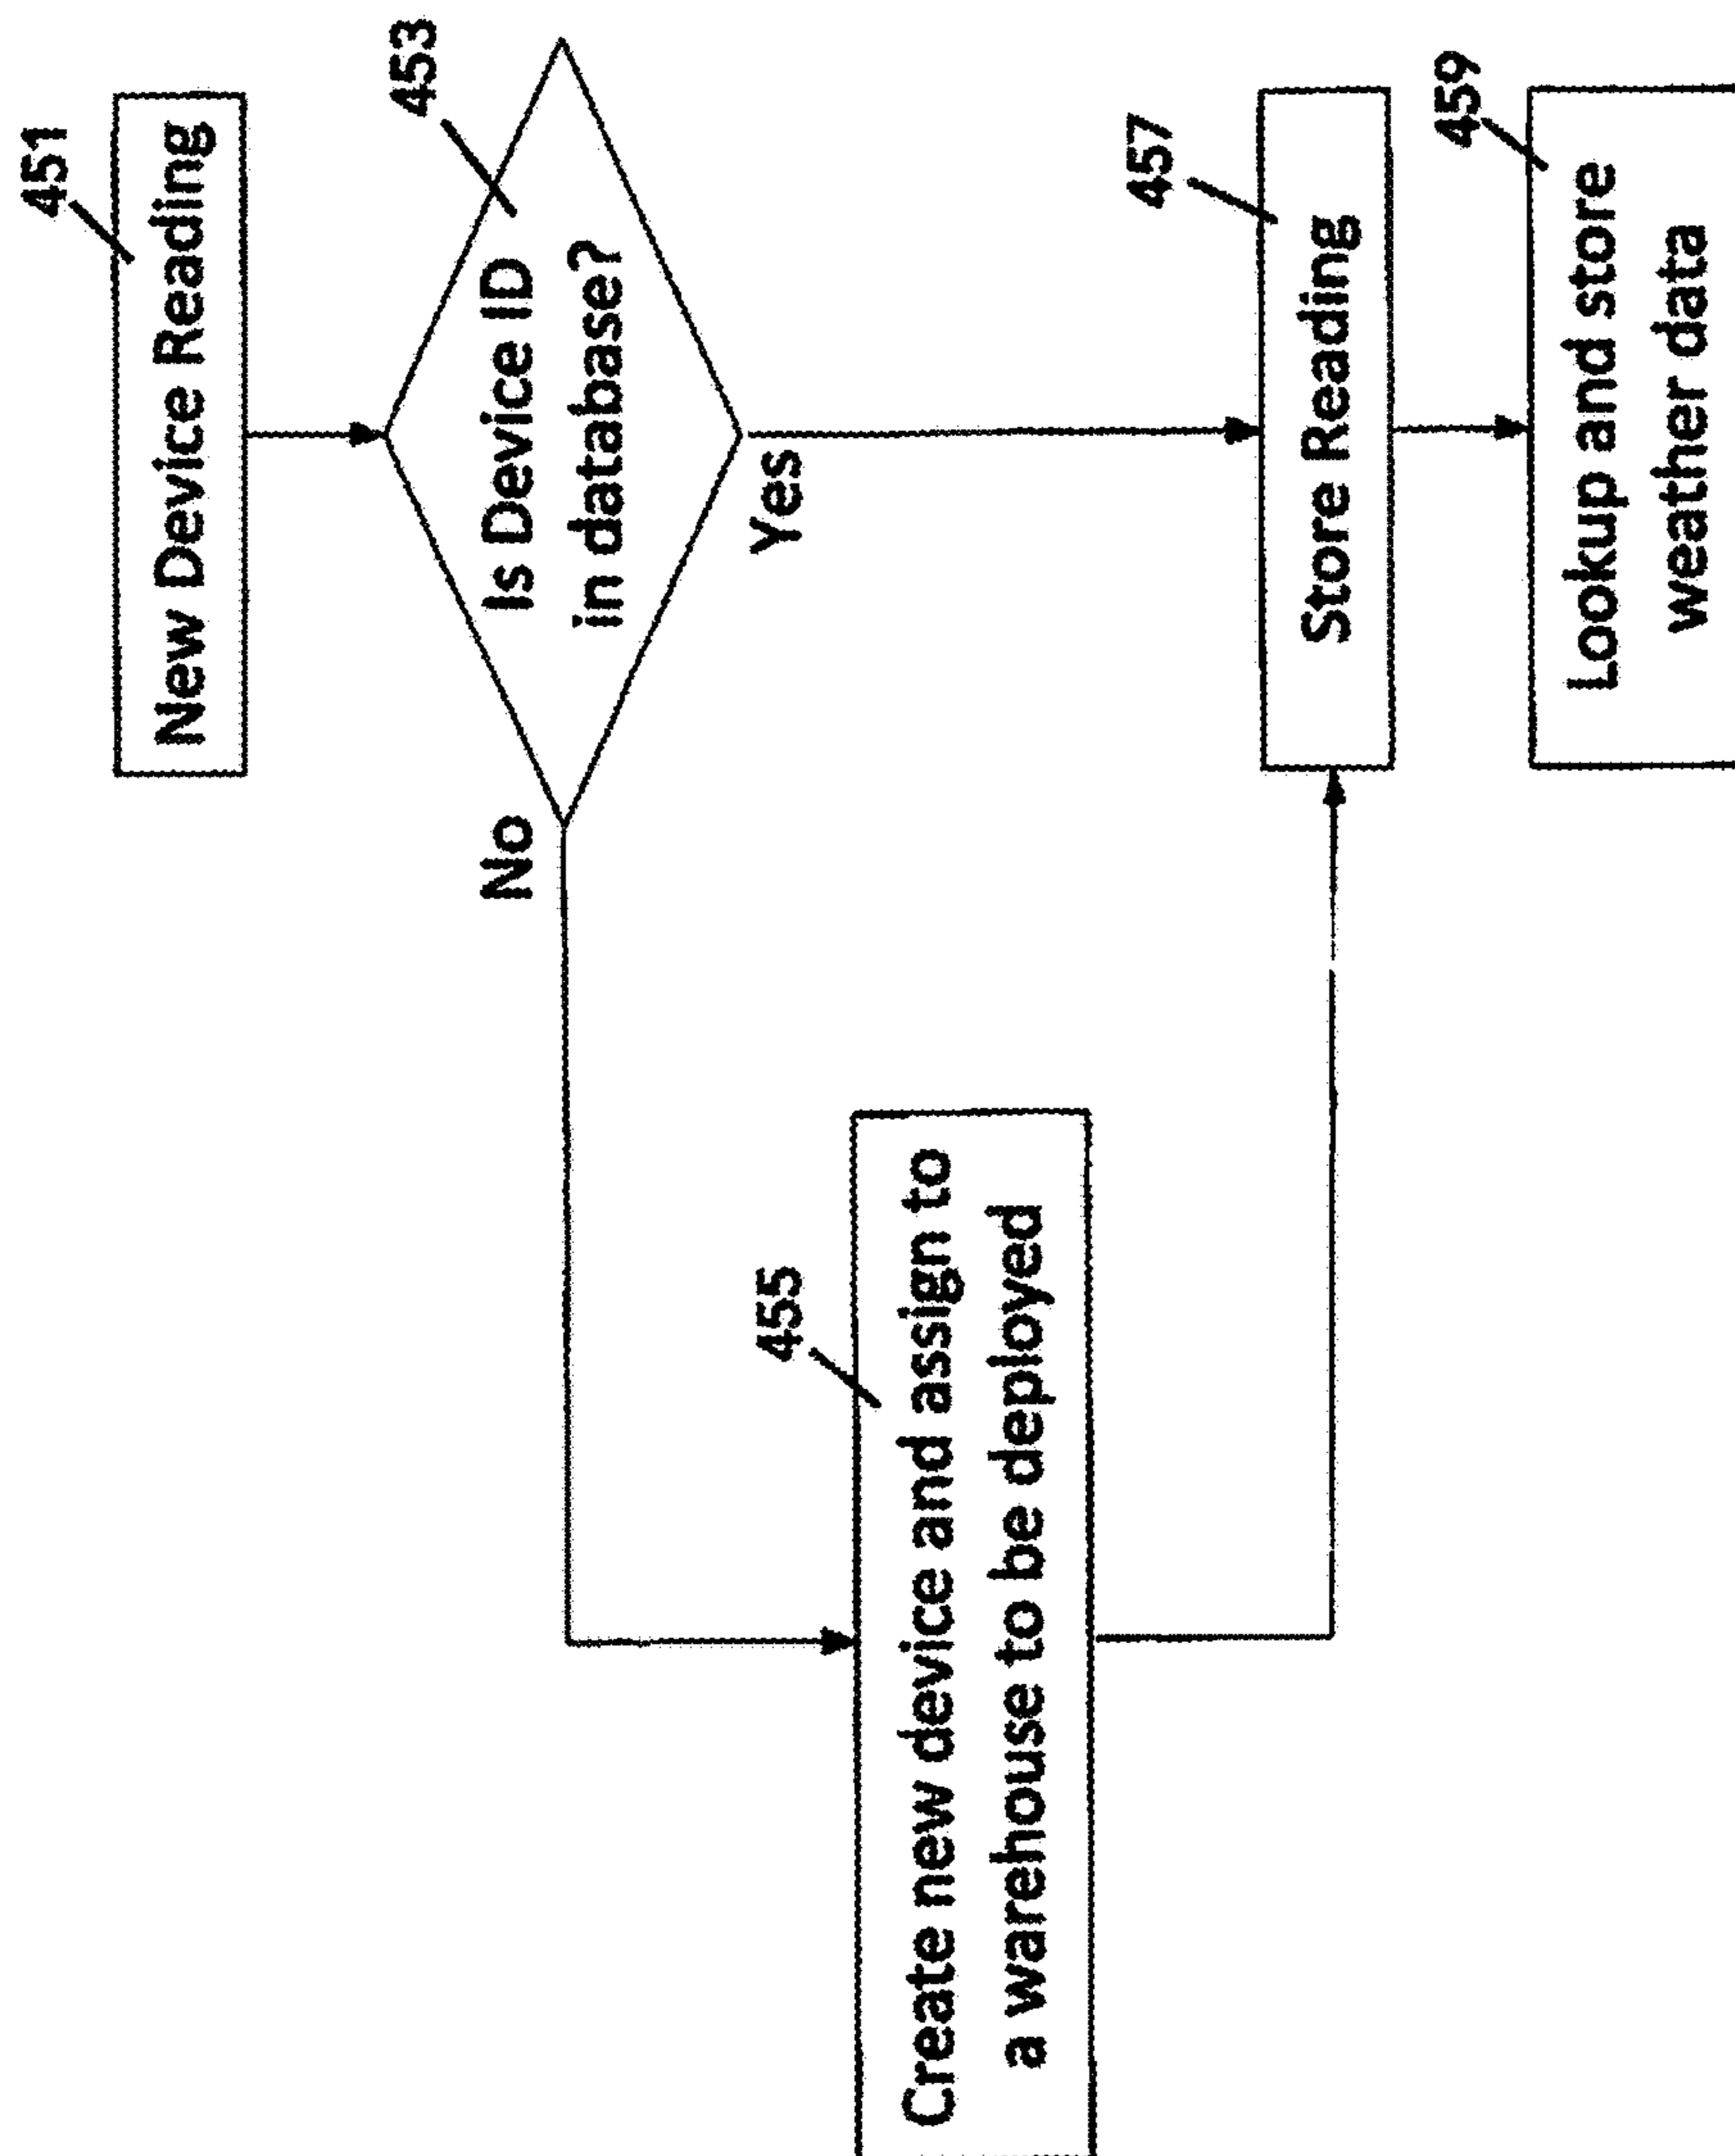 451
New Device Reading
453
Is Device ID
in database?
No
Yes
455
Create new device and assign to
a warehouse to be deployed
457
Store Reading
459
Lookup and store
weather data